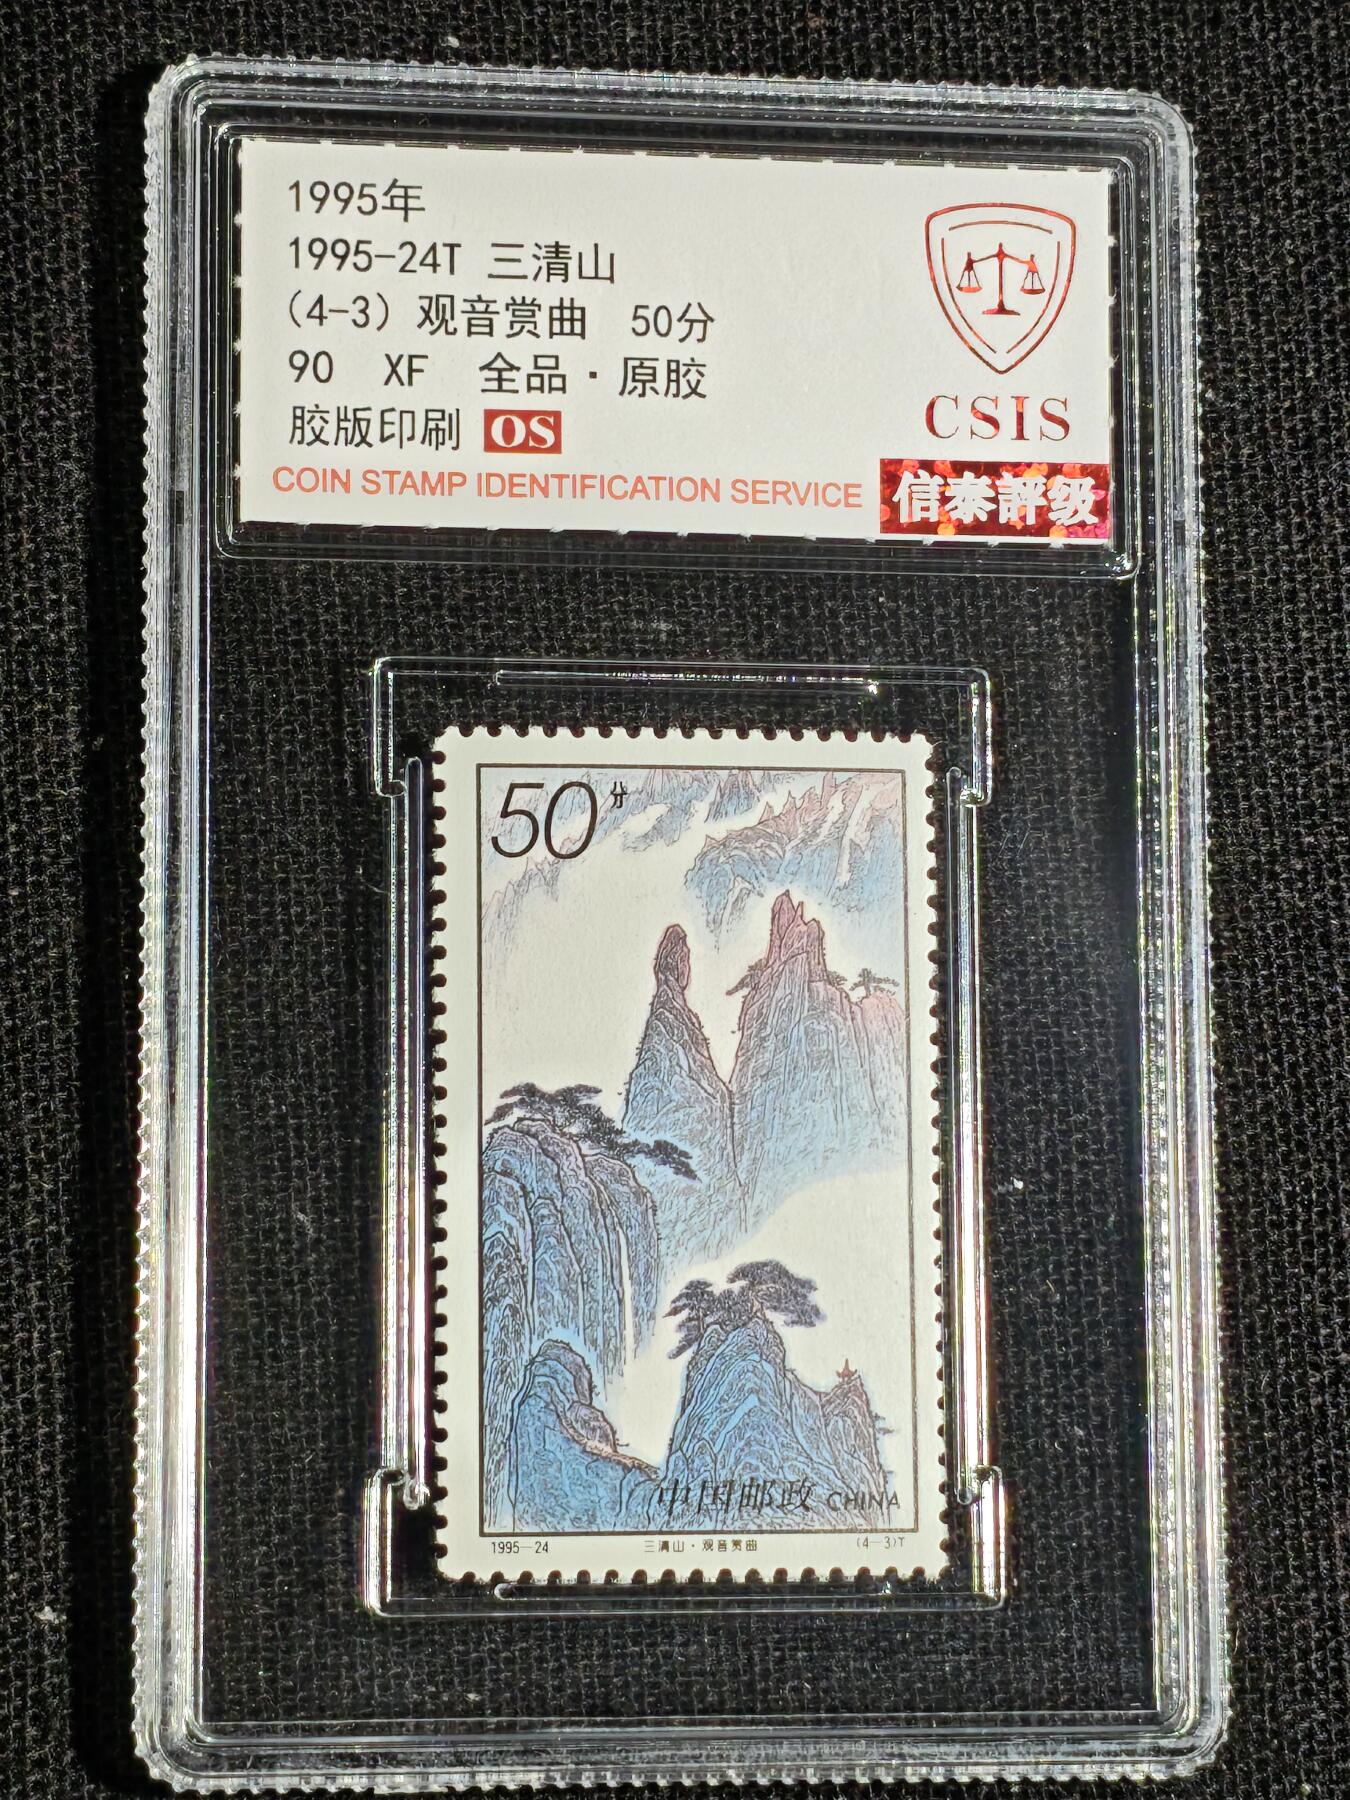 1995年
1995-24T 三清山
(4-3) 观音赏曲 50分
90 XF 全品·原胶
胶版印刷 OS
COIN STAMP IDENTIFICATION SERVICE
CSIS
信泰評级
50分
中国邮政 CHINA
1995—24 三清山·观音赏曲 (4—3)T